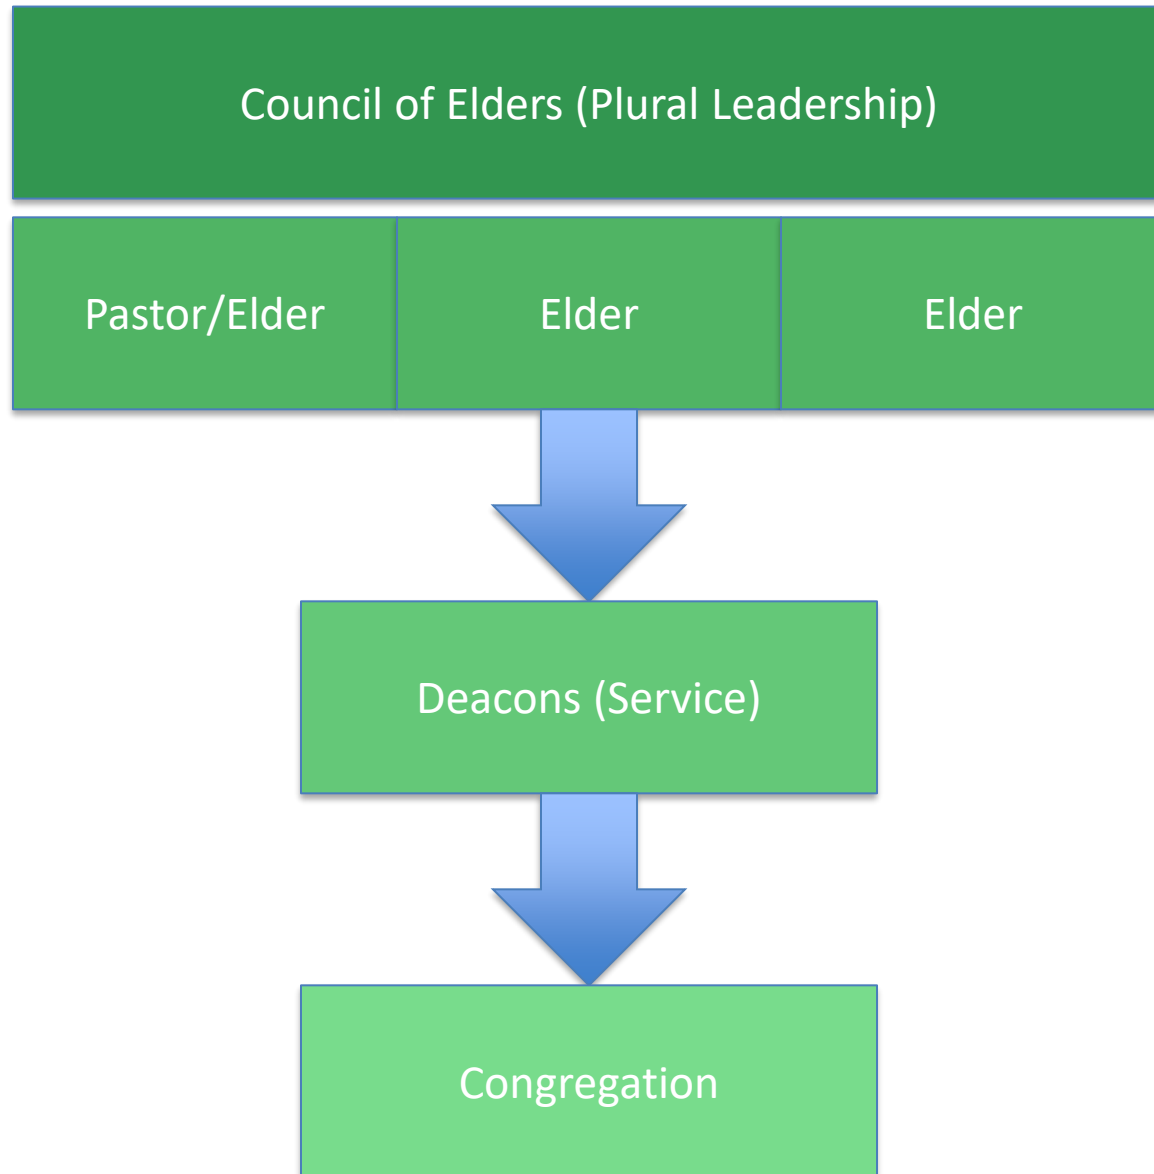 Council of Elders (Plural Leadership)
Pastor/Elder
Elder
Elder
Deacons (Service)
Congregation